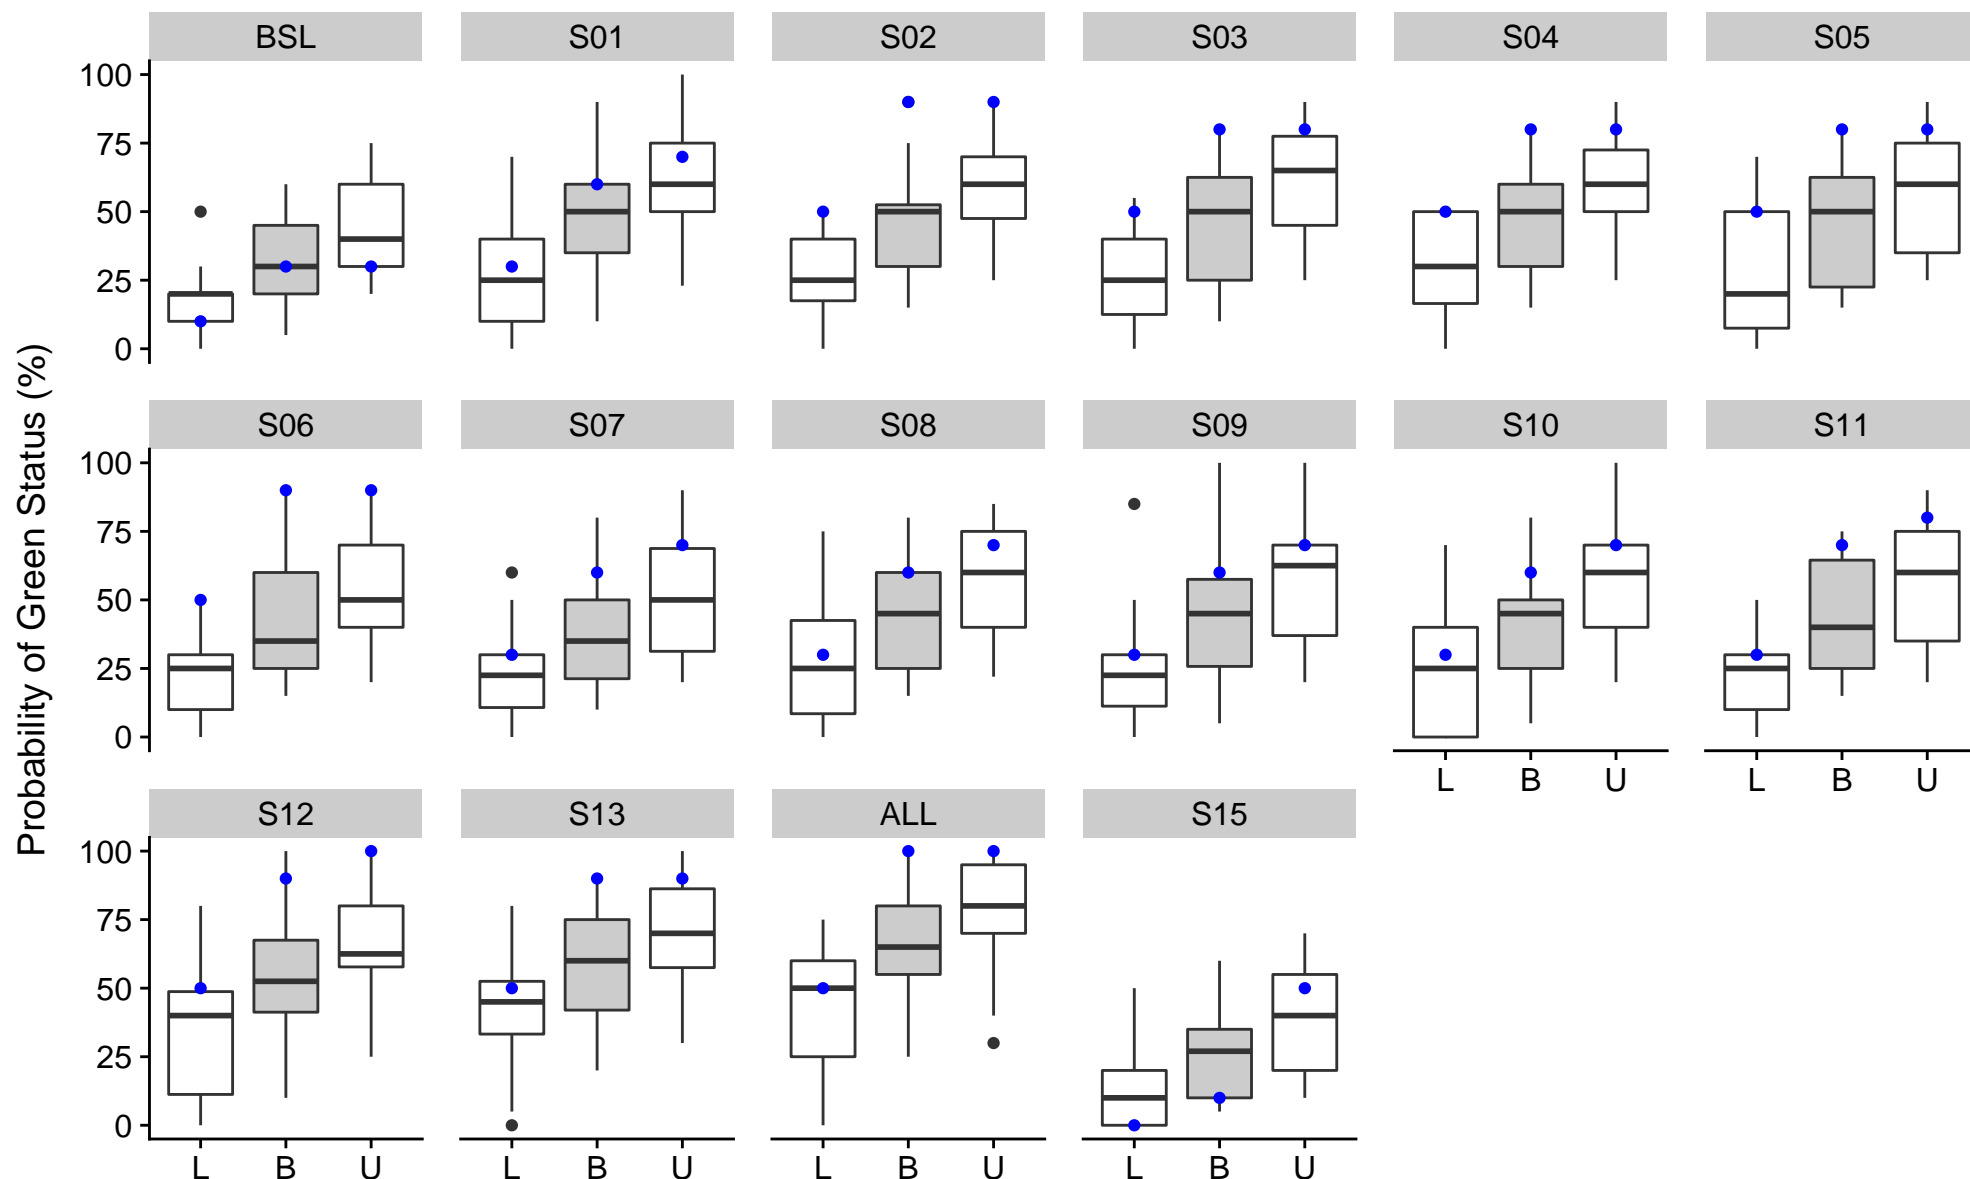 BSL S01 S02 S03 S04 S05
100
75
50
25
0
S06 S07 S08 S09 S10 S11
100
75
50
25
0
L B U L B U
S12 S13 ALL S15
100
75
50
25
0
L B U L B U L B U L B U
Probability of Green Status (%)